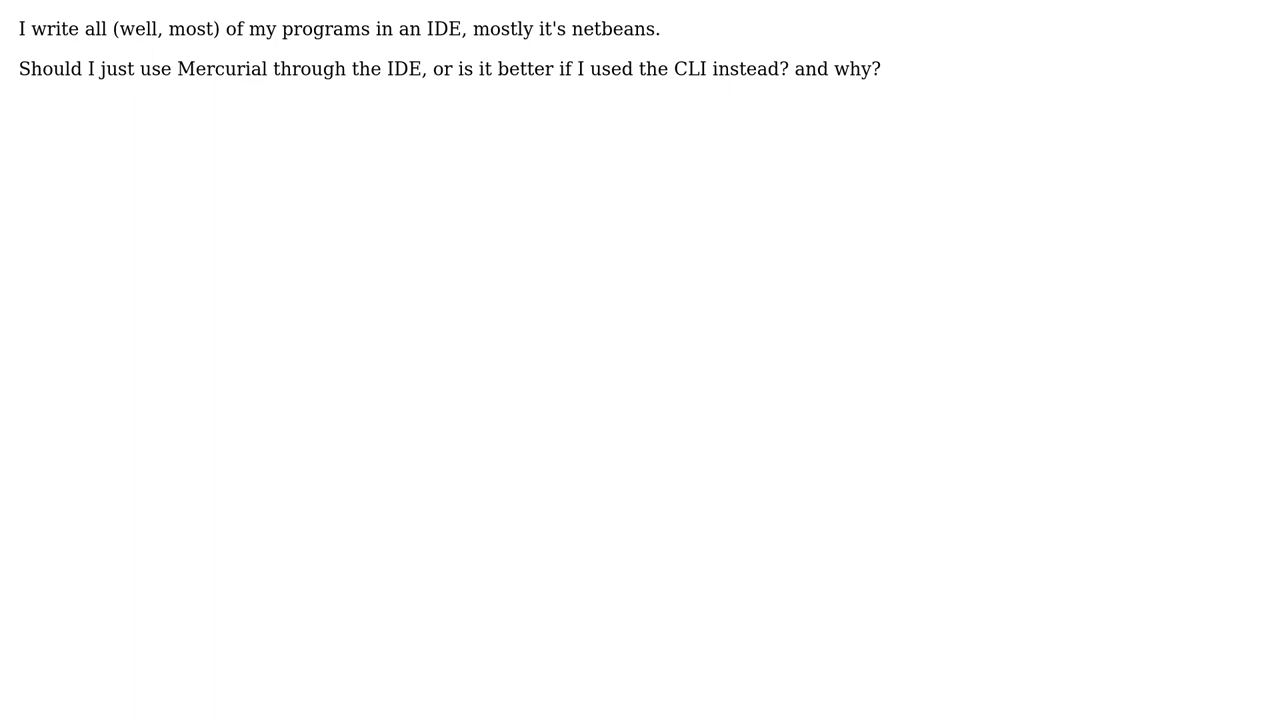 I write all (well, most) of my programs in an IDE, mostly it's netbeans.
Should I just use Mercurial through the IDE, or is it better if I used the CLI instead? and why?